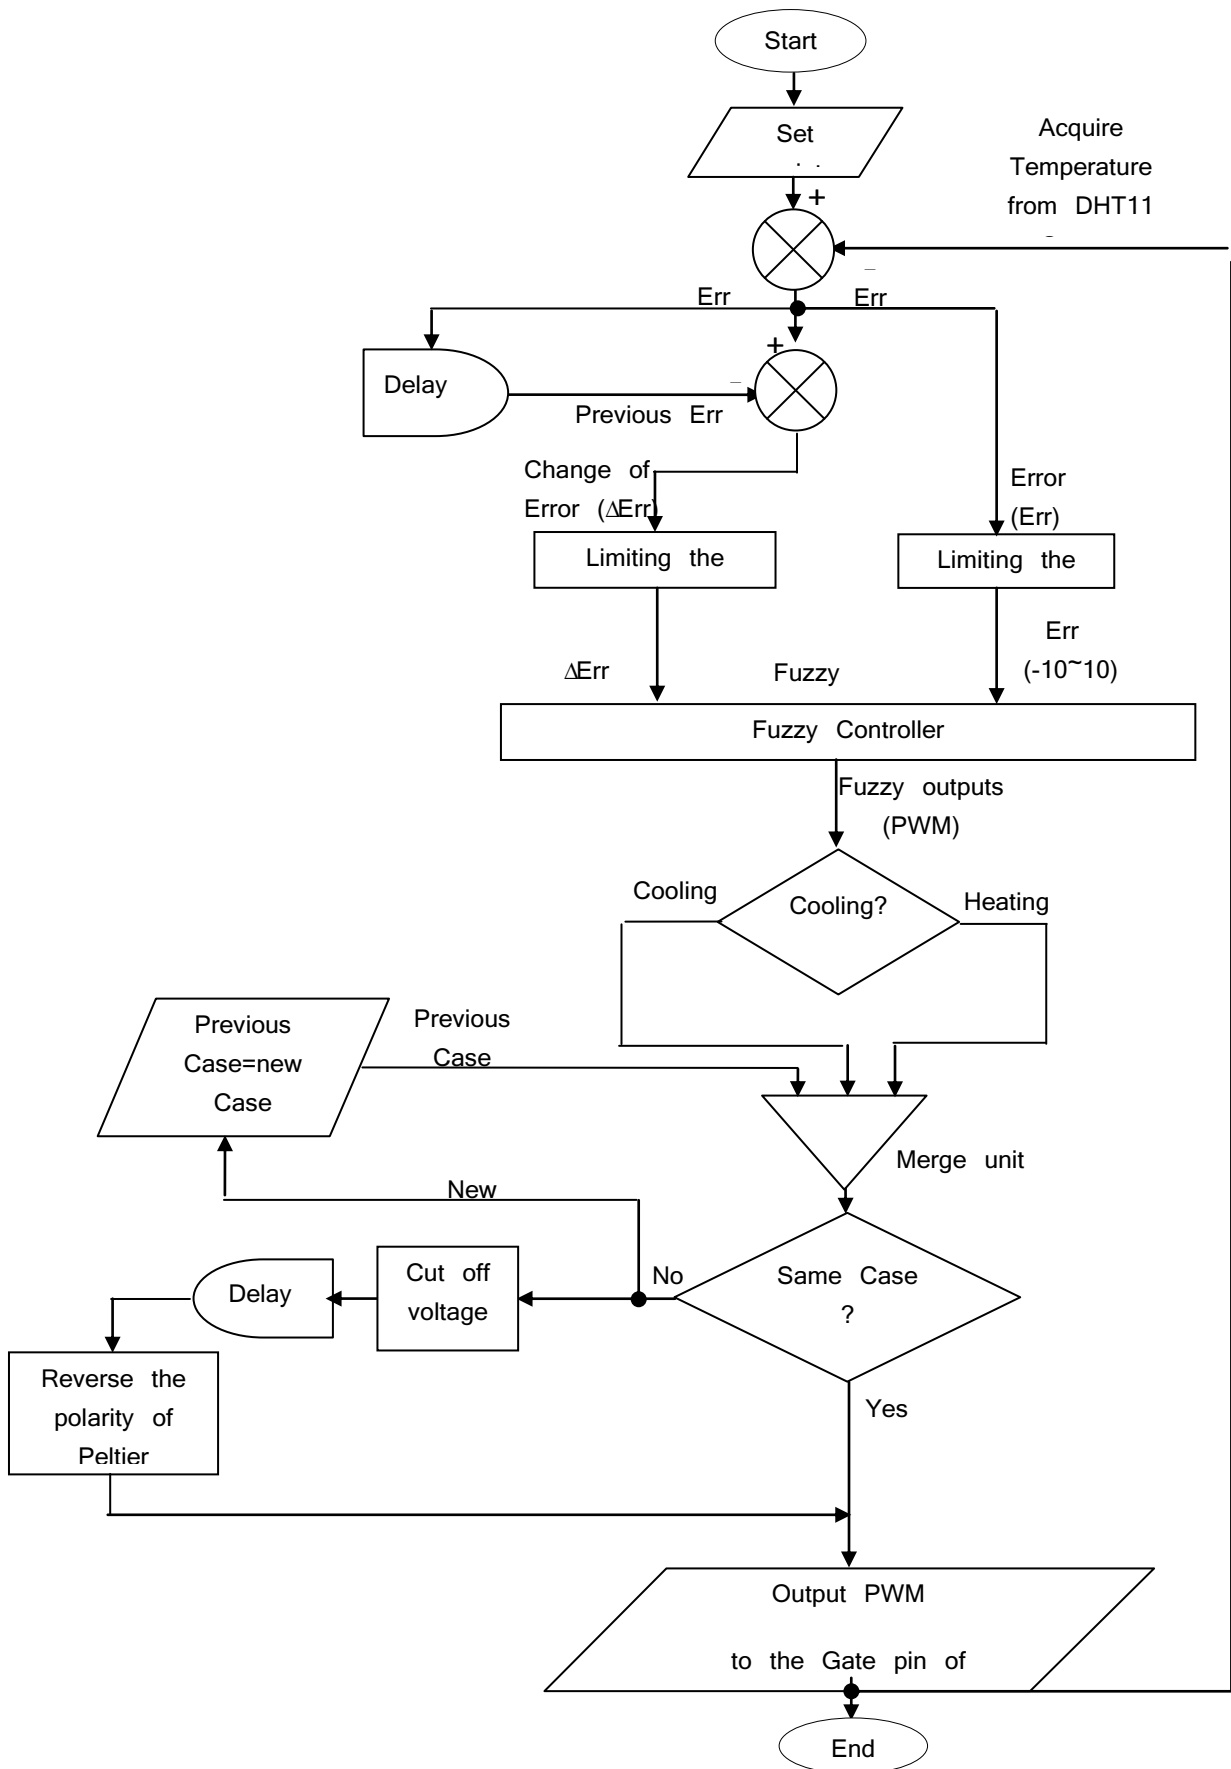 Start
Set
Acquire
Temperature
from DHT11
+
Err
Err
+
Delay
Previous Err
Change of
Error (ΔErr)
Error
(Err)
Limiting the
Limiting the
Err
(-10~10)
ΔErr
Fuzzy
Fuzzy Controller
Fuzzy outputs
(PWM)
Cooling
Cooling?
Heating
Previous
Case=new
Case
Previous
Case
Merge unit
New
Same Case
?
No
Cut off
voltage
Delay
Reverse the
polarity of
Peltier
Yes
Output PWM
to the Gate pin of
End